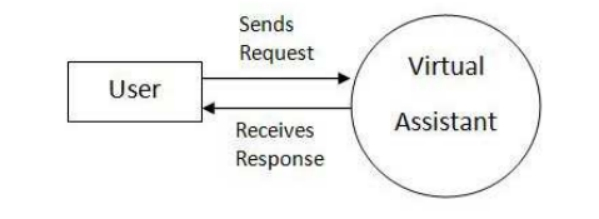 Sends
Request
User
Virtual
Assistant
Receives
Response